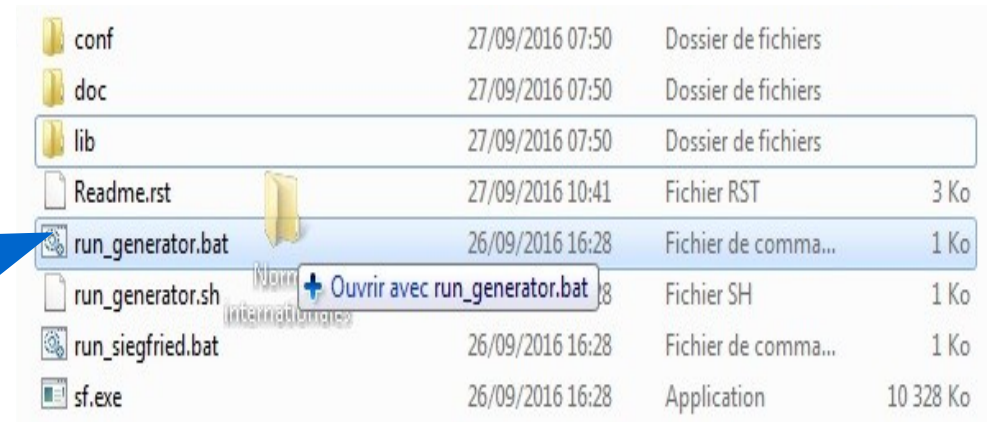 conf 27/09/2016 07:50 Dossier de fichiers
doc 27/09/2016 07:50 Dossier de fichiers
lib 27/09/2016 07:50 Dossier de fichiers
Readme.rst 27/09/2016 10:41 Fichier RST 3 Ko
run_generator.bat 26/09/2016 16:28 Fichier de comma... 1 Ko
Ouvrir avec run_generator.bat
run_generator.sh Fichier SH 1 Ko
internationales
run_siegfried.bat 26/09/2016 16:28 Fichier de comma... 1 Ko
sf.exe 26/09/2016 16:28 Application 10 328 Ko